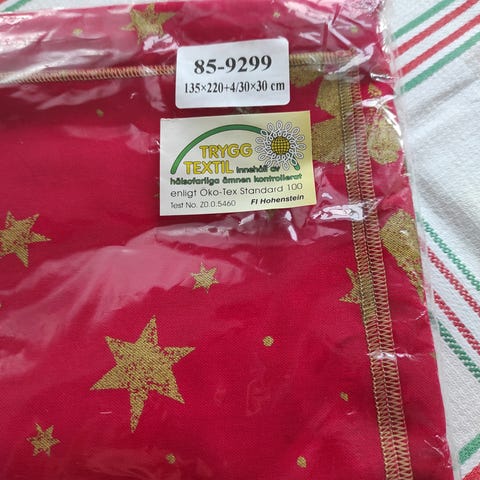 85-9299
135×220+4/30×30 cm
TRYGG
TEXTIL innehåll av
hälsofarliga ämnen kontrollerat
enligt Öko-Tex Standard 100
Test No. Z0.0.5460 FI Hohenstein